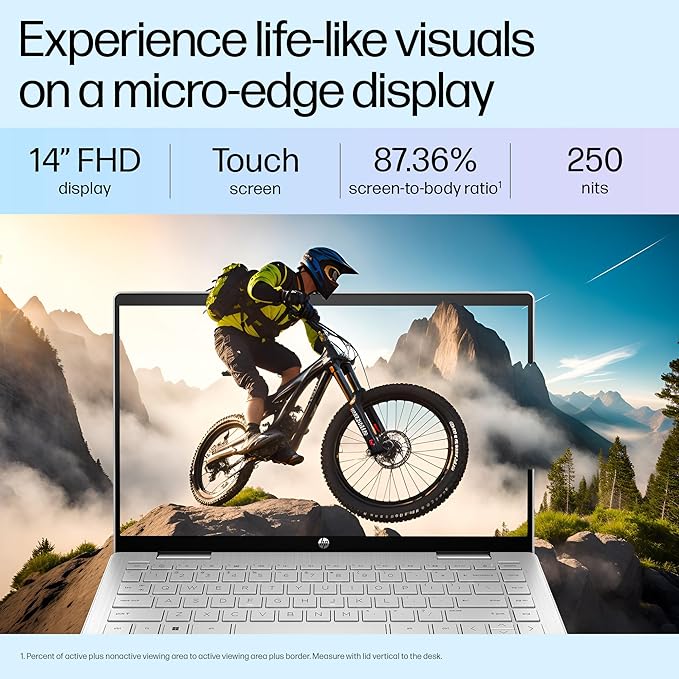 Experience life-like visuals
on a micro-edge display
14” FHD
display
Touch
screen
87.36%
screen-to-body ratio¹
250
nits
hp
1. Percent of active plus nonactive viewing area to active viewing area plus border. Measure with lid vertical to the desk.